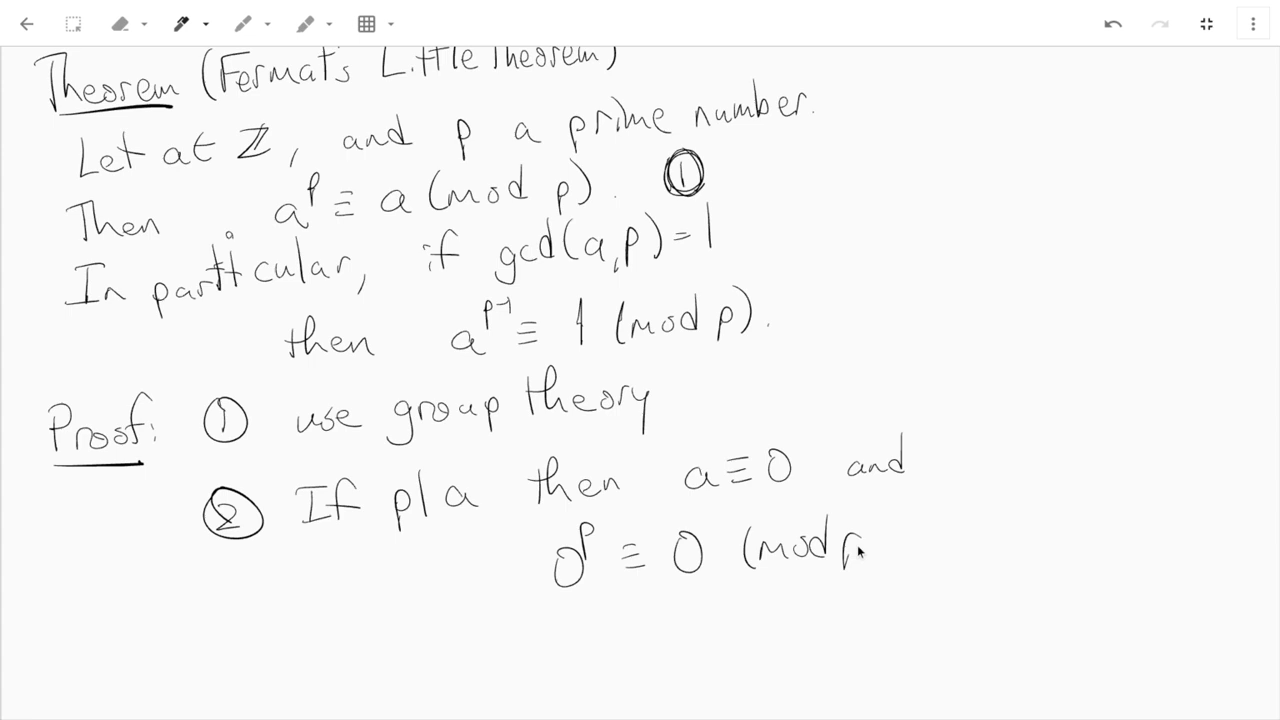 Theorem (Fermat's Little Theorem)
Let a ∈ ℤ, and p a prime number.
Then a^p ≡ a (mod p). ①
In particular, if gcd(a,p)=1
then a^{p-1} ≡ 1 (mod p).
Proof: ① use group theory
② If p|a then a≡0 and
0^p ≡ 0 (mod p